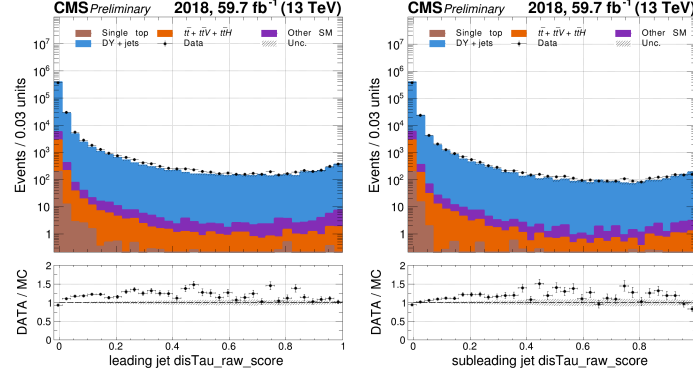 CMS Preliminary 2018, 59.7 fb⁻¹ (13 TeV)
Events / 0.03 units
10⁷
10⁶
10⁵
10⁴
10³
10²
10
1
Single top
tt̄ + tt̄V + tt̄H
Other SM
DY + jets
Data
Unc.
DATA / MC
2
1.5
1
0.5
0
0 0.2 0.4 0.6 0.8 1
leading jet disTau_raw_score
CMS Preliminary 2018, 59.7 fb⁻¹ (13 TeV)
Events / 0.03 units
10⁷
10⁶
10⁵
10⁴
10³
10²
10
1
Single top
tt̄ + tt̄V + tt̄H
Other SM
DY + jets
Data
Unc.
DATA / MC
2
1.5
1
0.5
0
0 0.2 0.4 0.6 0.8
subleading jet disTau_raw_score